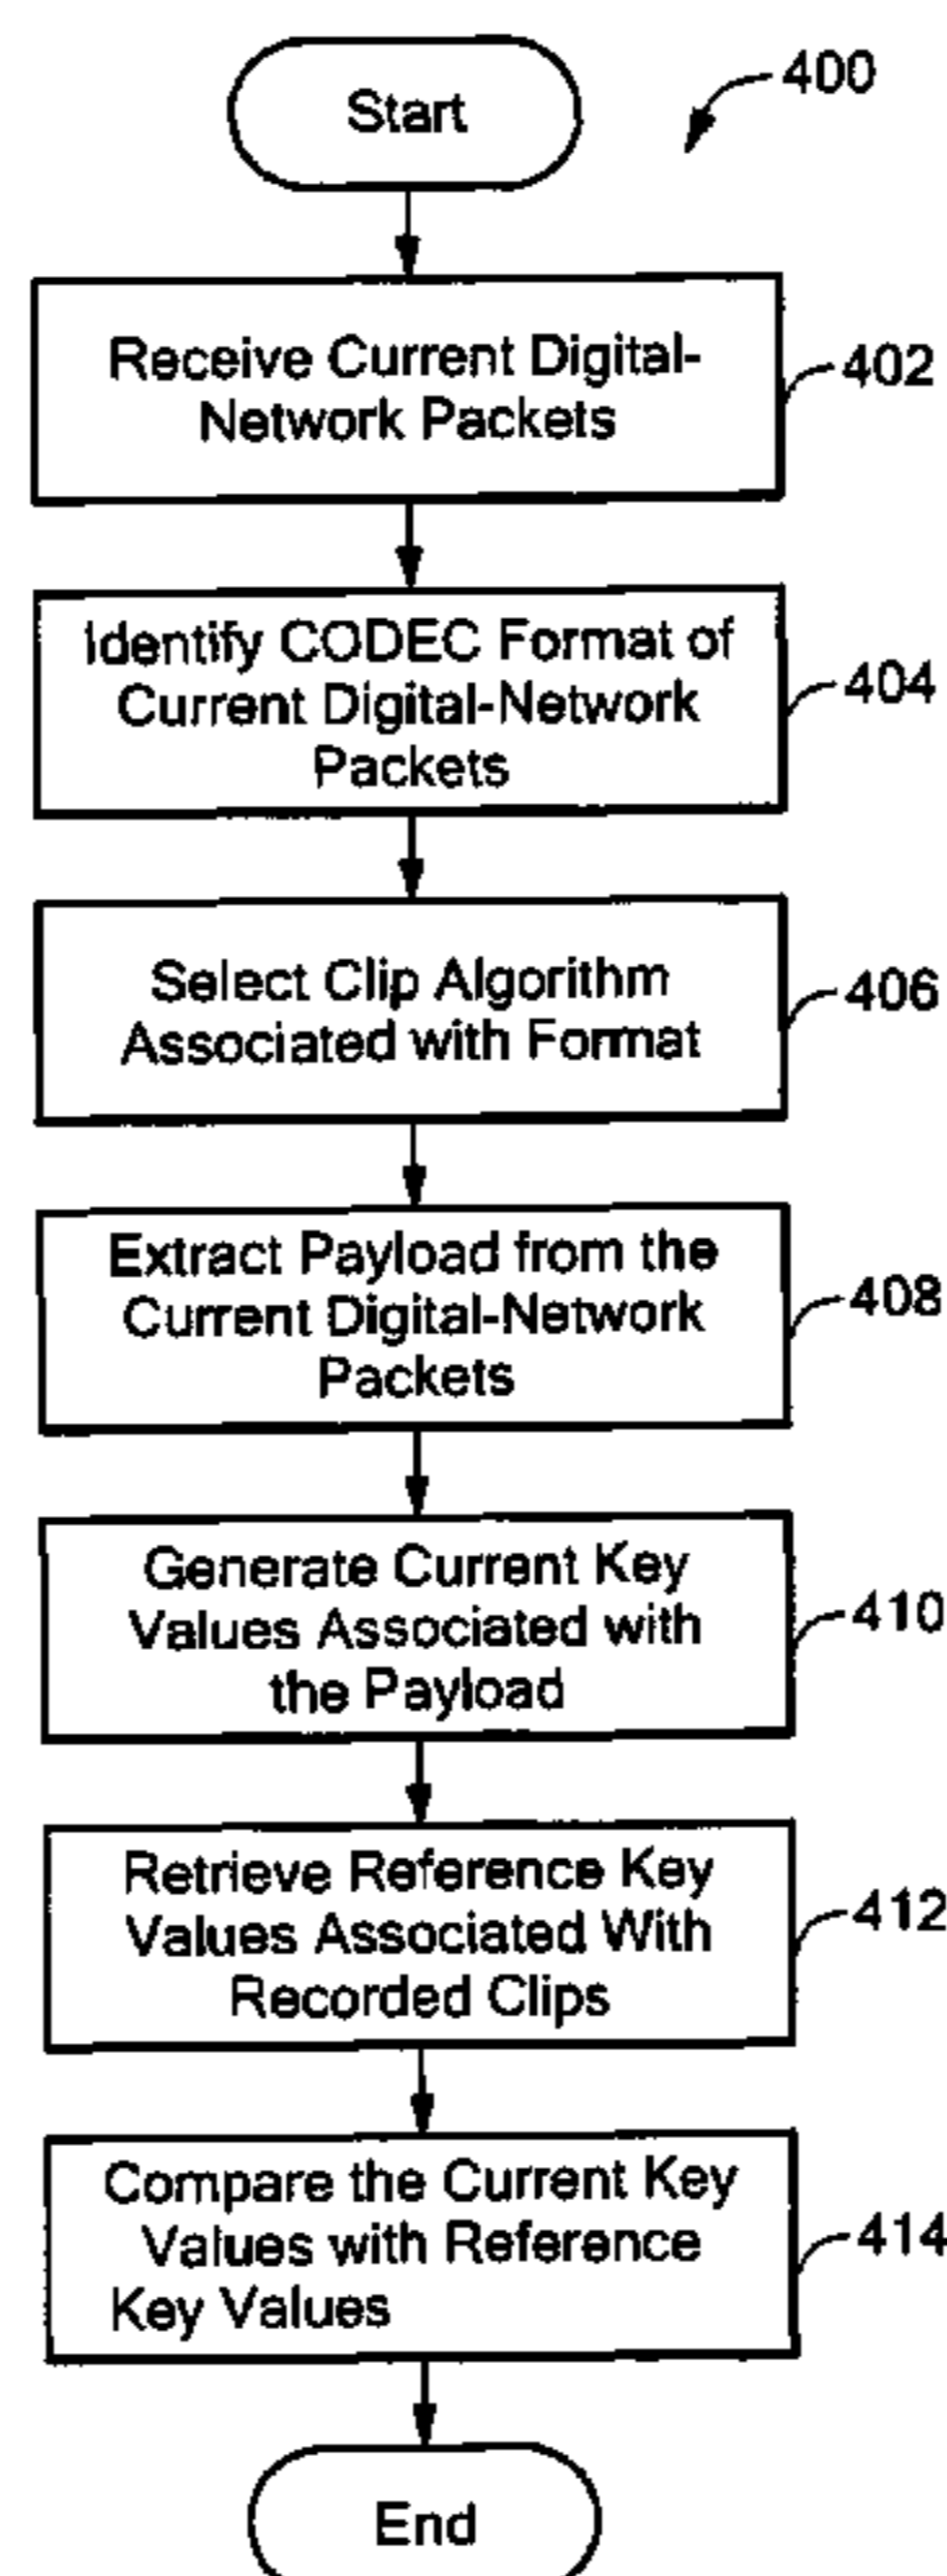 Start
400
Receive Current Digital-
Network Packets
402
Identify CODEC Format of
Current Digital-Network
Packets
404
Select Clip Algorithm
Associated with Format
406
Extract Payload from the
Current Digital-Network
Packets
408
Generate Current Key
Values Associated with
the Payload
410
Retrieve Reference Key
Values Associated With
Recorded Clips
412
Compare the Current Key
Values with Reference
Key Values
414
End